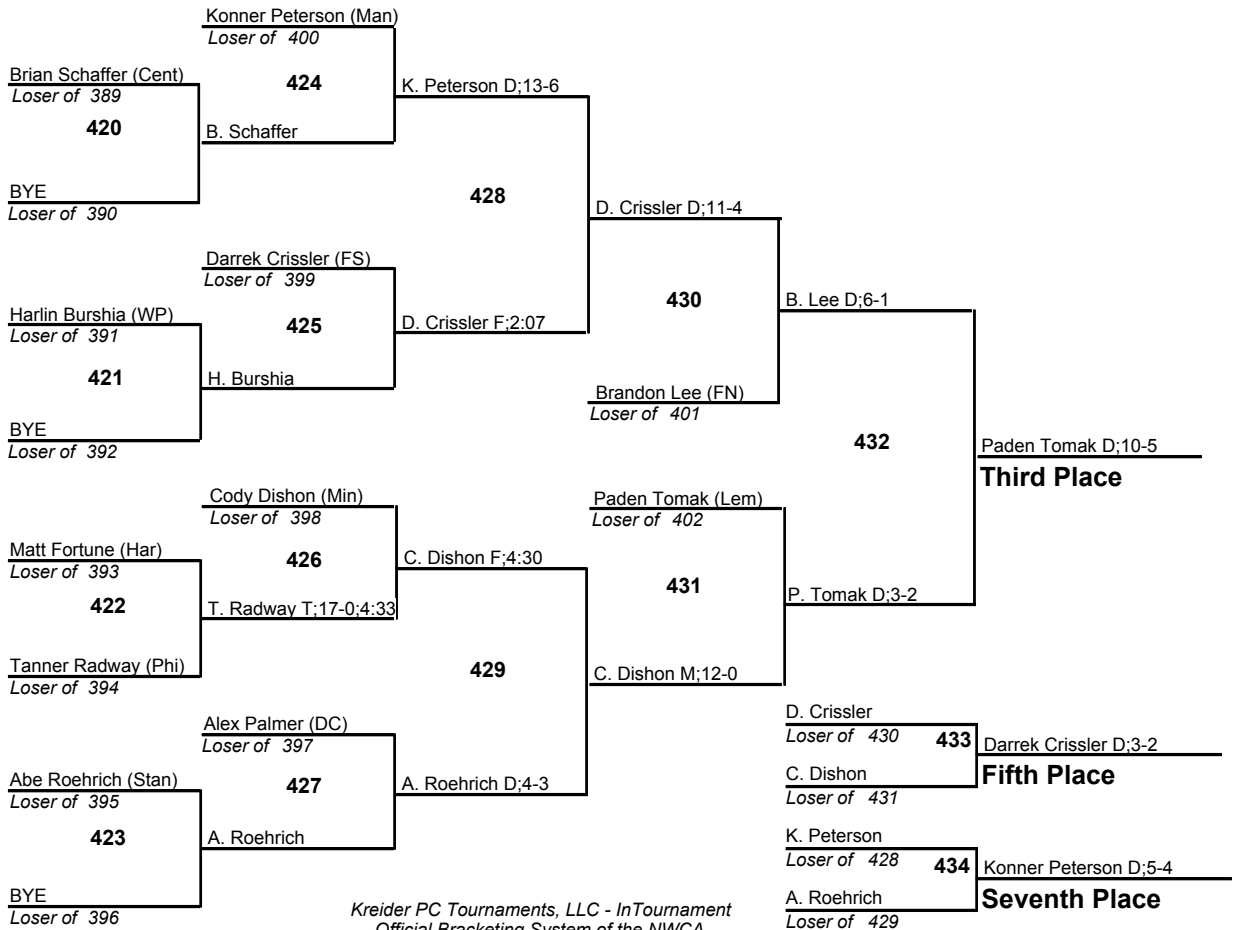 Konner Peterson (Man)
Loser of 400
Brian Schaffer (Cent)
Loser of 389
424
K. Peterson D;13-6
420
B. Schaffer
BYE
Loser of 390
428
D. Crissler D;11-4
Darrek Crissler (FS)
Loser of 399
Harlin Burshia (WP)
Loser of 391
425
D. Crissler F;2:07
430
B. Lee D;6-1
421
H. Burshia
Brandon Lee (FN)
Loser of 401
BYE
Loser of 392
432
Paden Tomak D;10-5
Third Place
Cody Dishon (Min)
Loser of 398
Paden Tomak (Lem)
Loser of 402
Matt Fortune (Har)
Loser of 393
426
C. Dishon F;4:30
422
T. Radway T;17-0;4:33
431
P. Tomak D;3-2
Tanner Radway (Phi)
Loser of 394
429
C. Dishon M;12-0
Alex Palmer (DC)
Loser of 397
D. Crissler
Loser of 430
433
Darrek Crissler D;3-2
Fifth Place
C. Dishon
Loser of 431
Abe Roehrich (Stan)
Loser of 395
427
A. Roehrich D;4-3
423
A. Roehrich
K. Peterson
Loser of 428
434
Konner Peterson D;5-4
Seventh Place
A. Roehrich
Loser of 429
BYE
Loser of 396
Kreider PC Tournaments, LLC - InTournament
Official Bracketing System of the NWCA